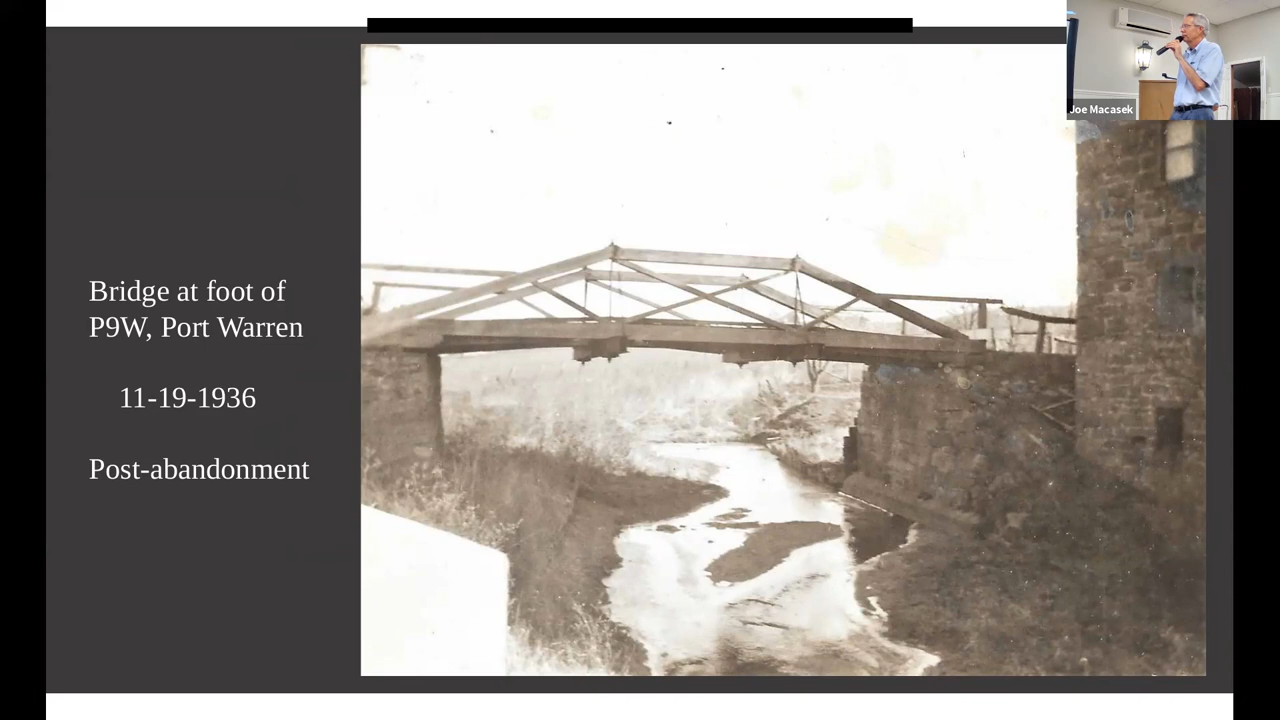 Joe Macasek
Bridge at foot of
P9W, Port Warren
11-19-1936
Post-abandonment